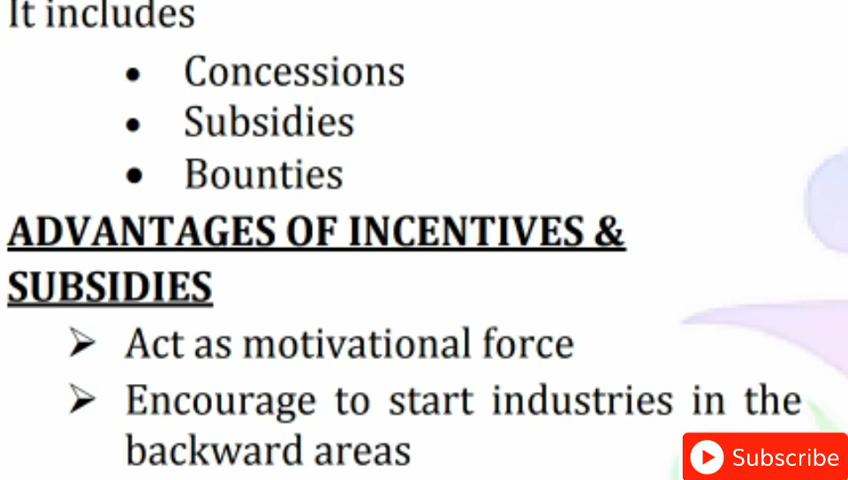 It includes
• Concessions
• Subsidies
• Bounties
ADVANTAGES OF INCENTIVES &
SUBSIDIES
➢ Act as motivational force
➢ Encourage to start industries in the
backward areas
Subscribe